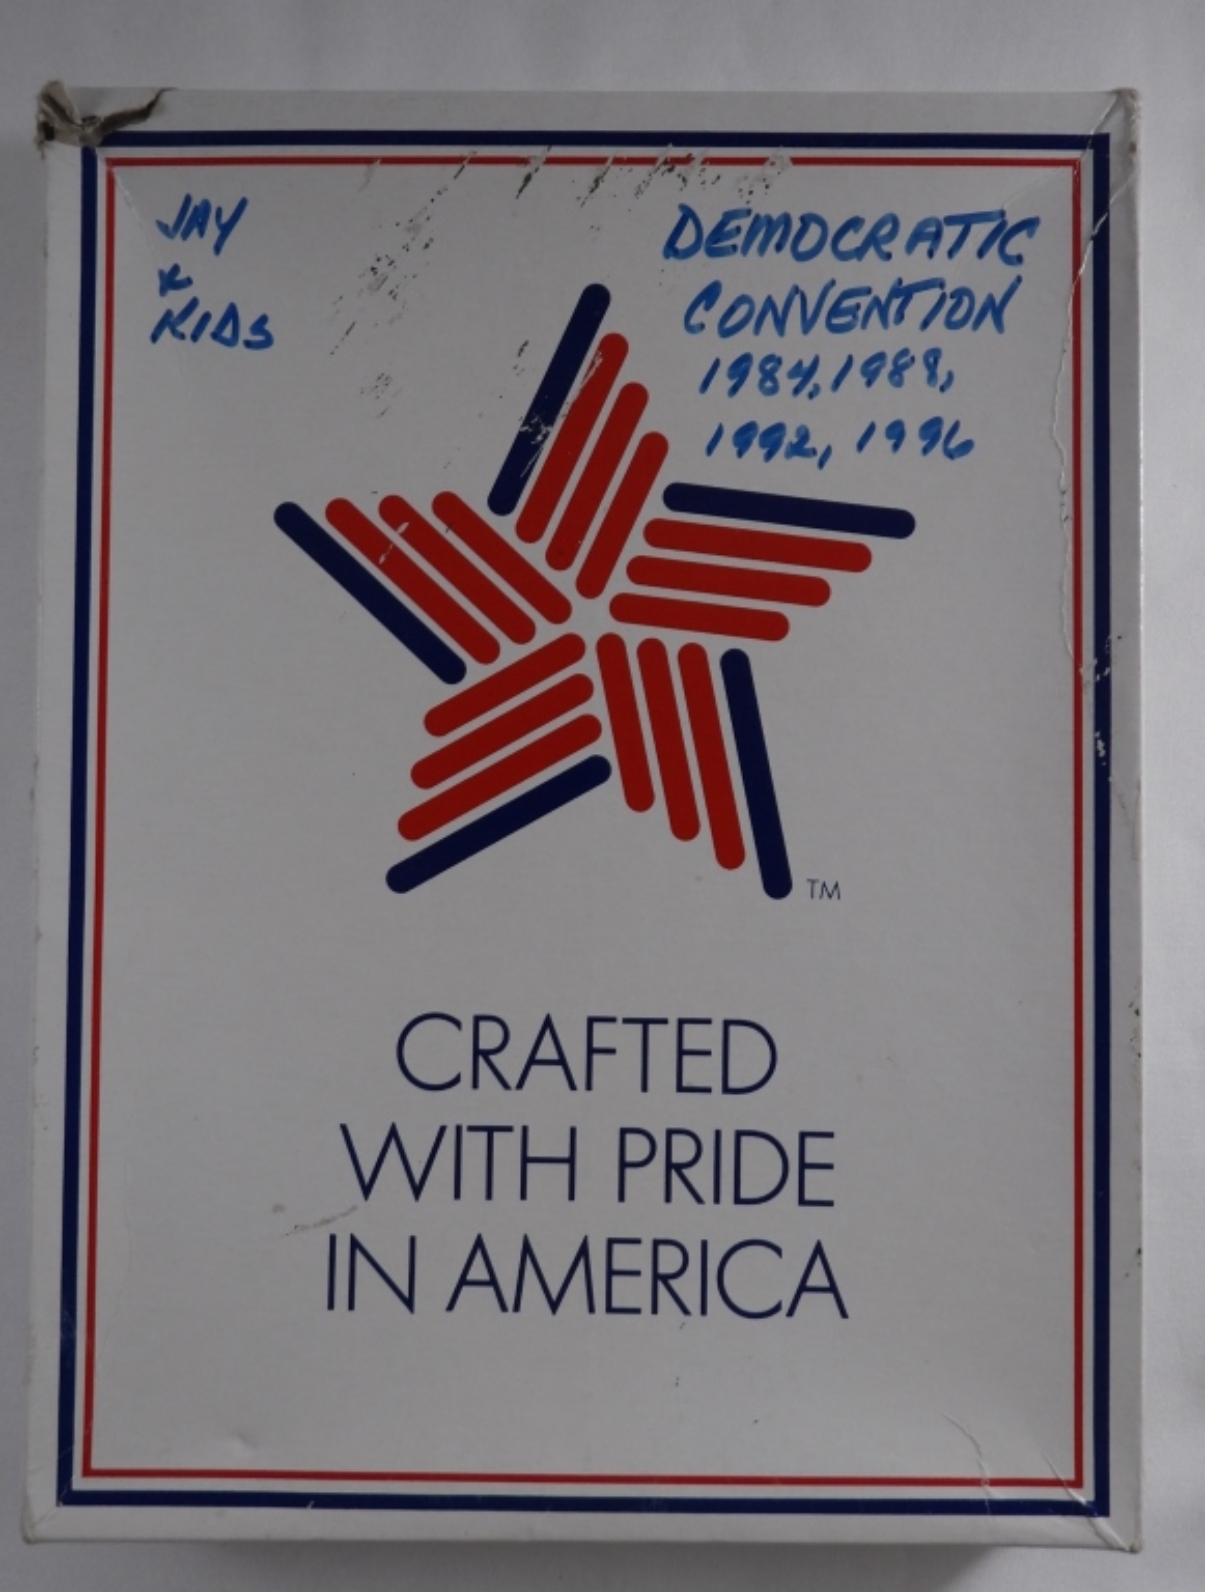 JAY
&
KIDS
DEMOCRATIC
CONVENTION
1984, 1988,
1992, 1996
TM
CRAFTED
WITH PRIDE
IN AMERICA